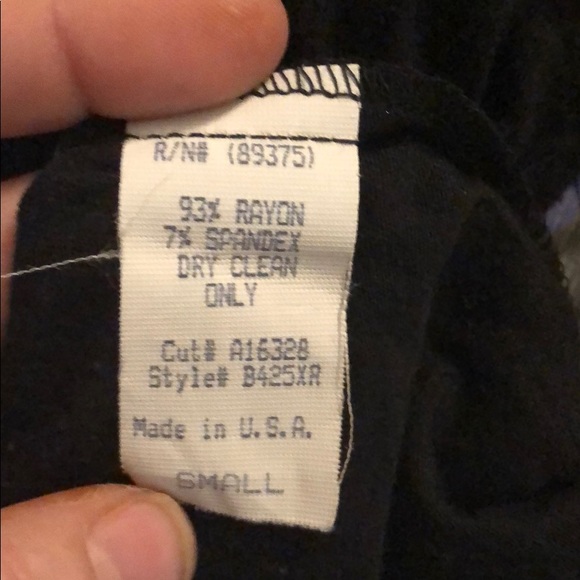 R/N# (89375)
93% RAYON
7% SPANDEX
DRY CLEAN
ONLY
Cut# A16328
Style# B425XR
Made in U.S.A.
SMALL